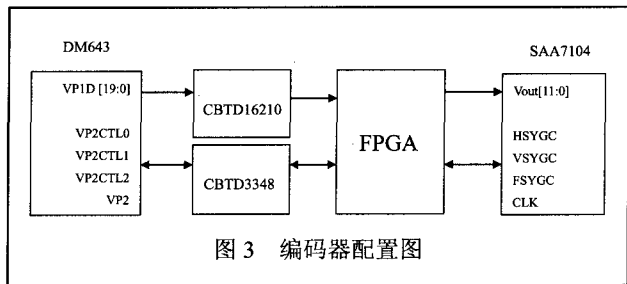 DM643
SAA7104
VP1D [19:0]
VP2CTL0
VP2CTL1
VP2CTL2
VP2
CBTD16210
CBTD3348
FPGA
Vout[11:0]
HSYGC
VSYGC
FSYGC
CLK
图 3 编码器配置图